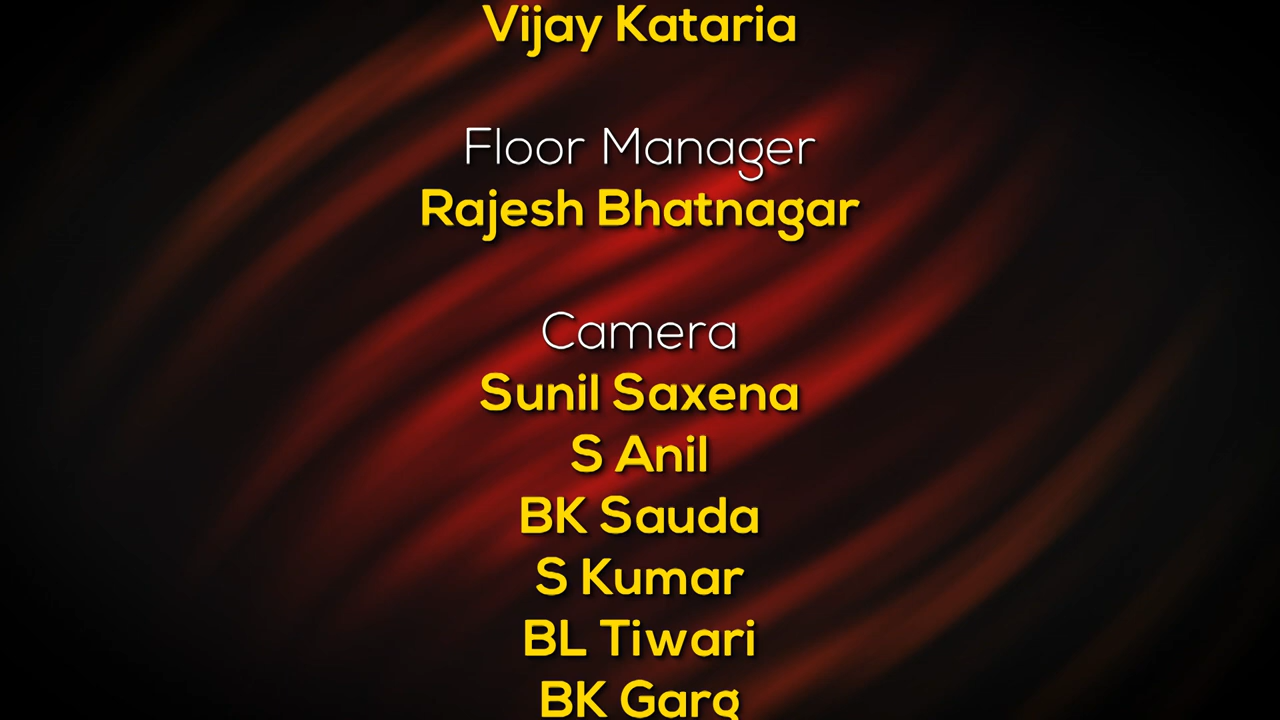 Vijay Kataria
Floor Manager
Rajesh Bhatnagar
Camera
Sunil Saxena
S Anil
BK Sauda
S Kumar
BL Tiwari
BK Garg